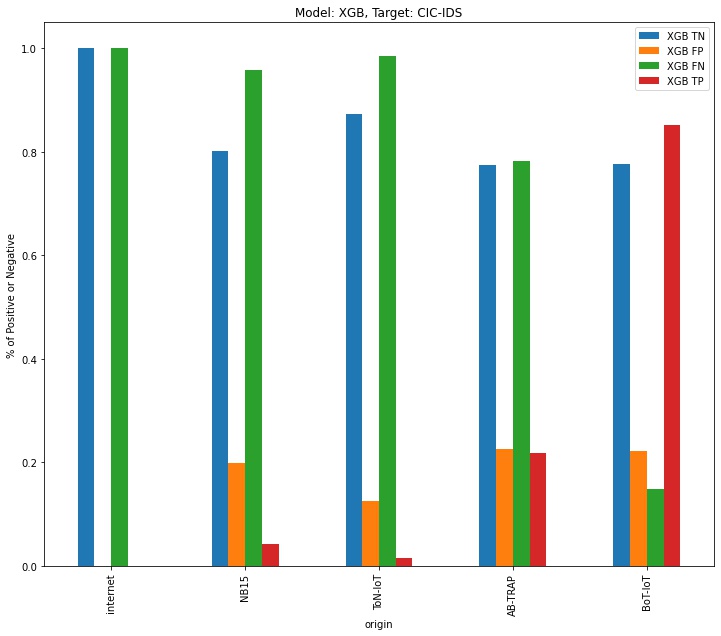 Model: XGB, Target: CIC-IDS
XGB TN
XGB FP
XGB FN
XGB TP
% of Positive or Negative
1.0
0.8
0.6
0.4
0.2
0.0
internet
NB15
ToN-IoT
AB-TRAP
BoT-IoT
origin